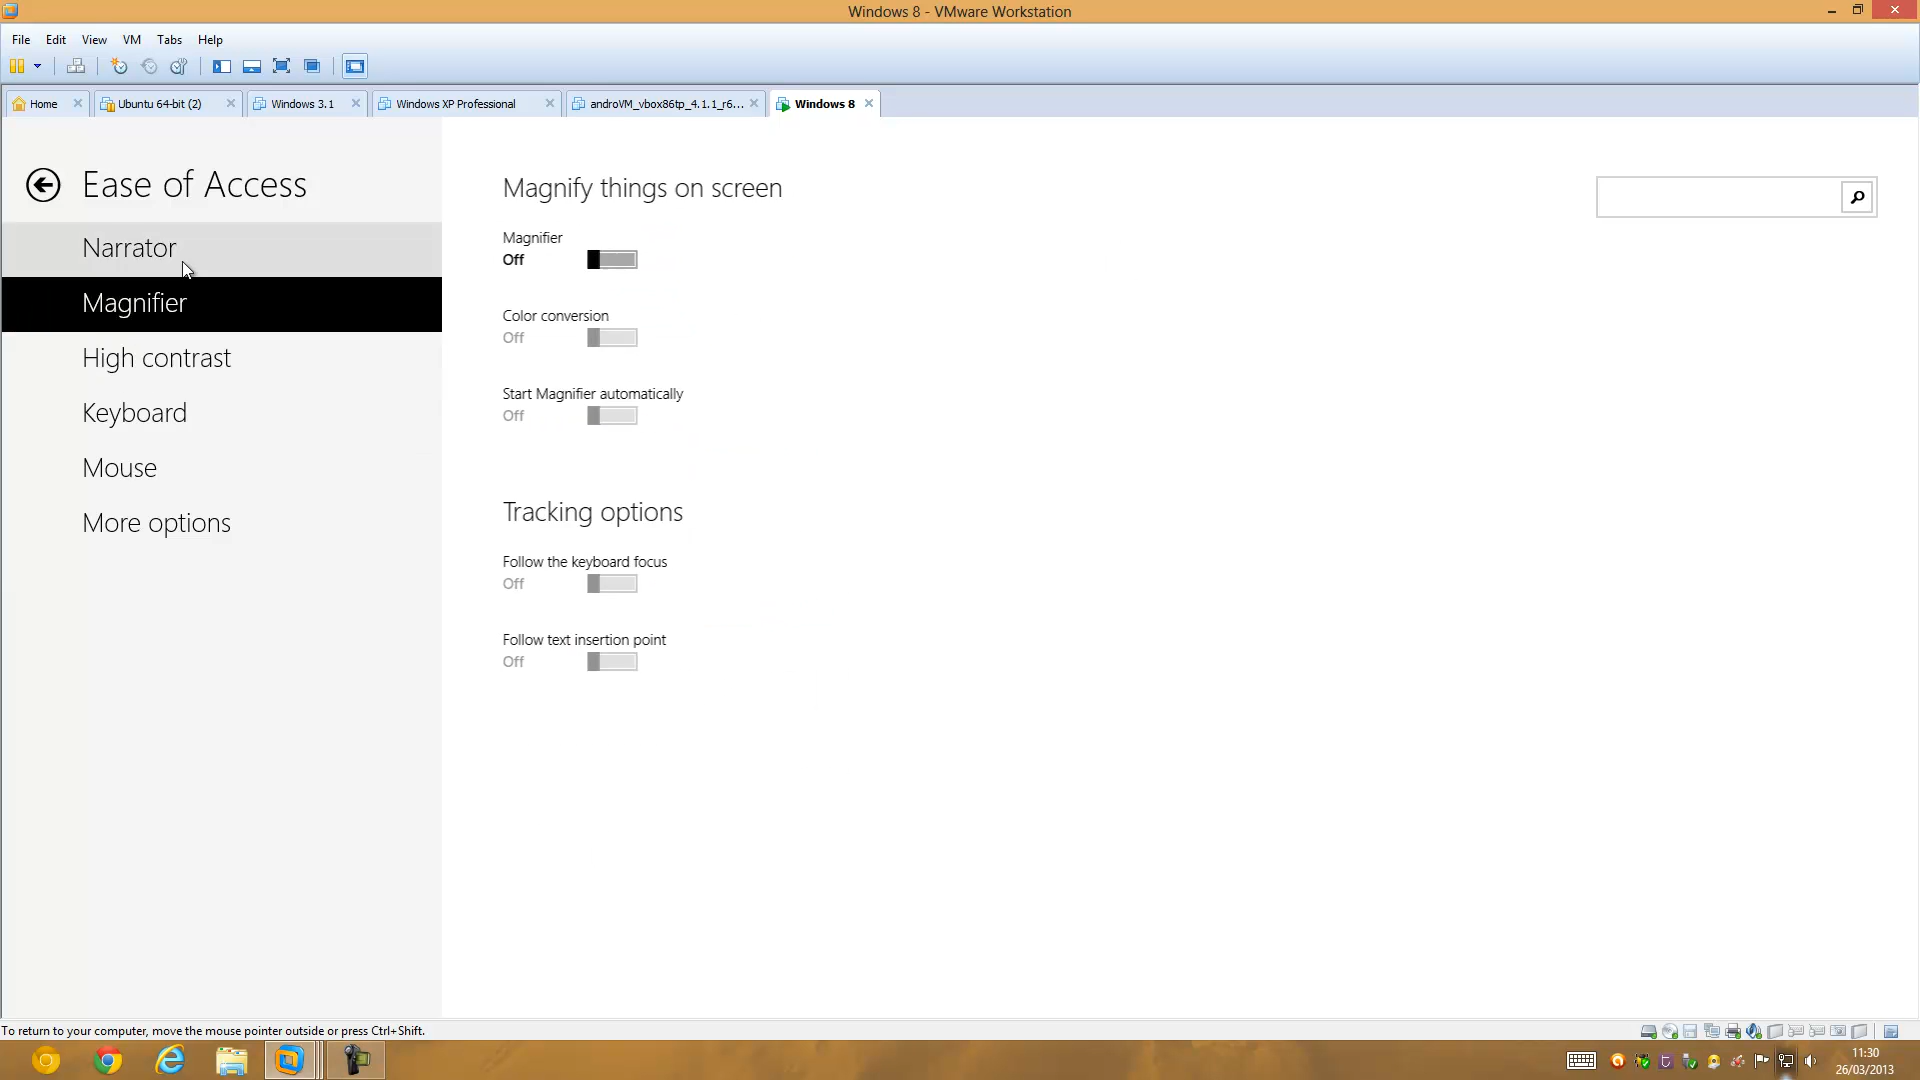 Windows 8 - VMware Workstation
File Edit View VM Tabs Help
Home Ubuntu 64-bit (2) Windows 3.1 Windows XP Professional androVM_vbox86tp_4.1.1_r6... Windows 8
Ease of Access
Narrator
Magnifier
High contrast
Keyboard
Mouse
More options
Magnify things on screen
Magnifier
Off
Color conversion
Off
Start Magnifier automatically
Off
Tracking options
Follow the keyboard focus
Off
Follow text insertion point
Off
To return to your computer, move the mouse pointer outside or press Ctrl+Shift.
11:30
26/03/2013